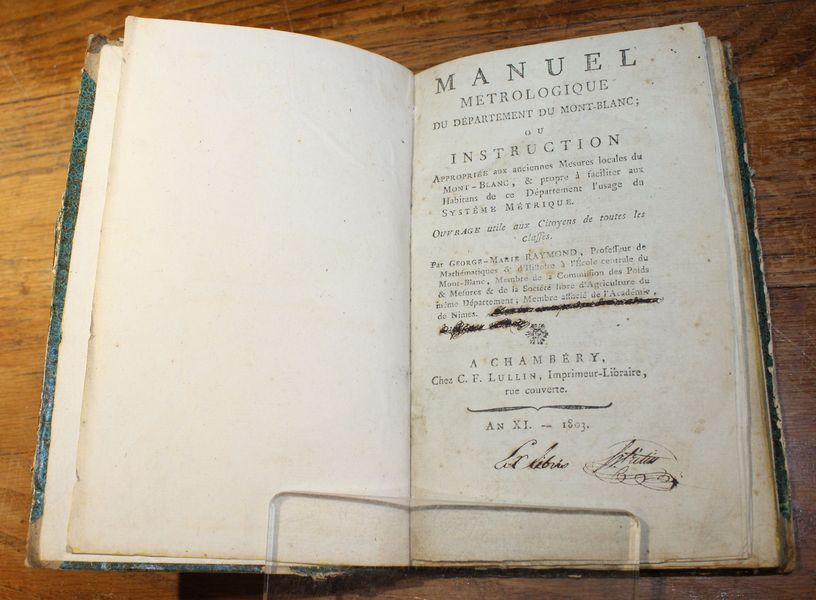 MANUEL
METROLOGIQUE
DU DÉPARTEMENT DU MONT-BLANC;
OU
INSTRUCTION
APPROPRIÉE aux anciennes Mesures locales du
MONT-BLANC, & propre à faciliter aux
Habitans de ce Département l'usage du
SYSTÊME MÉTRIQUE.
OUVRAGE utile aux Citoyens de toutes les
claſſes.
Par GEORGE-MARIE RAYMOND, Profeſſeur de
Mathématiques & d'Hiſtoire à l'École centrale du
Mont-Blanc, Membre de la Commiſſion des Poids
& Meſures & de la Société libre d'Agriculture du
même Département; Membre aſſocié de l'Académie,
de Nimes.
A CHAMBÉRY,
Chez C. F. LULLIN, Imprimeur-Libraire,
rue couverte.
AN XI. — 1803.
Ex libris